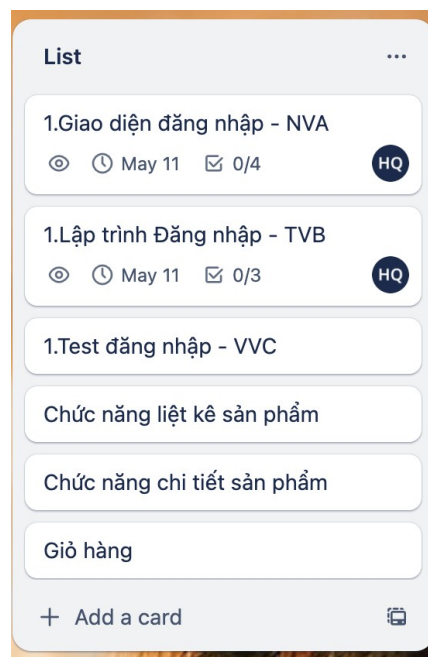 List
1.Giao diện đăng nhập - NVA
May 11 0/4 HQ
1.Lập trình Đăng nhập - TVB
May 11 0/3 HQ
1.Test đăng nhập - VVC
Chức năng liệt kê sản phẩm
Chức năng chi tiết sản phẩm
Giỏ hàng
+ Add a card